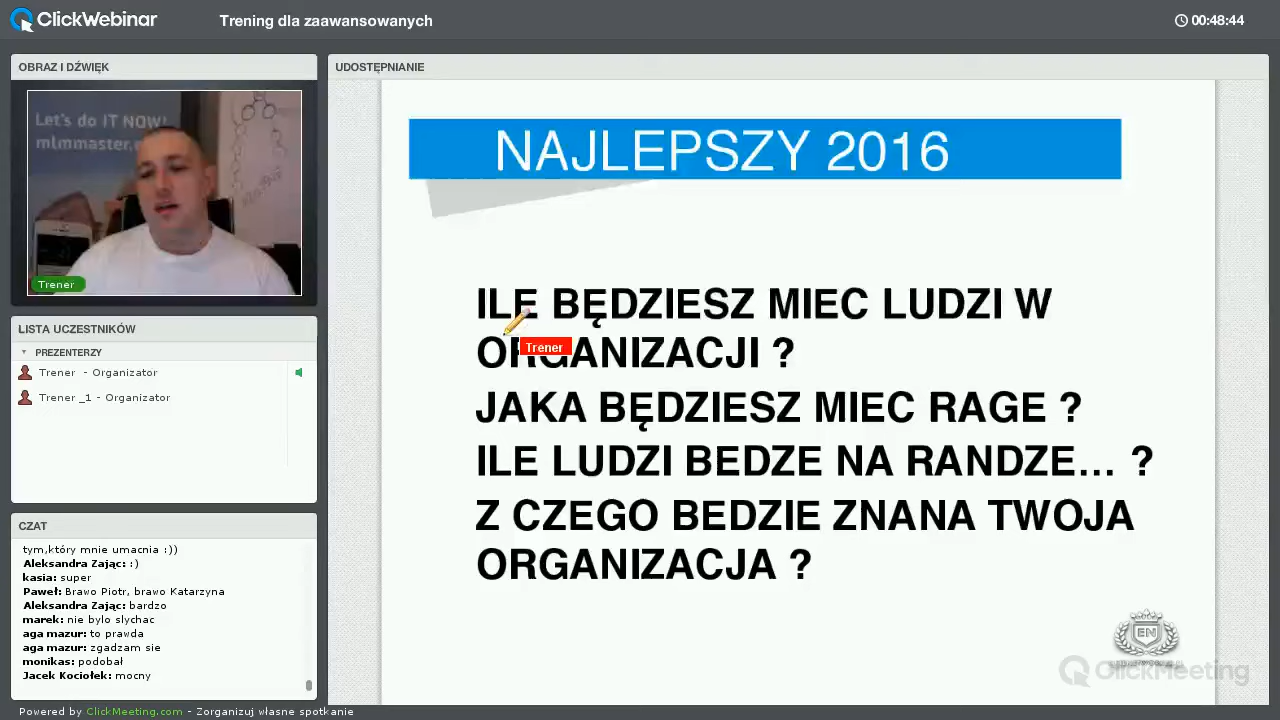 ClickWebinar
Trening dla zaawansowanych
00:48:44
OBRAZ I DŹWIĘK
Let's do IT NOW!
Trener
LISTA UCZESTNIKÓW
PREZENTERZY
Trener - Organizator
Trener _1 - Organizator
CZAT
tym,który mnie umacnia :))
Aleksandra Zając: :)
kasia: super
Paweł: Brawo Piotr, brawo Katarzyna
Aleksandra Zając: bardzo
marek: nie bylo slychac
aga mazur: to prawda
aga mazur: zgadzam sie
monikas: podobał
Jacek Kociołek: mocny
Powered by ClickMeeting.com - Zorganizuj własne spotkanie
UDOSTĘPNIANIE
NAJLEPSZY 2016
ILE BĘDZIESZ MIEC LUDZI W
ORGANIZACJI ?
Trener
JAKA BĘDZIESZ MIEC RAGE ?
ILE LUDZI BEDZE NA RANDZE... ?
Z CZEGO BEDZIE ZNANA TWOJA
ORGANIZACJA ?
EN
ClickMeeting